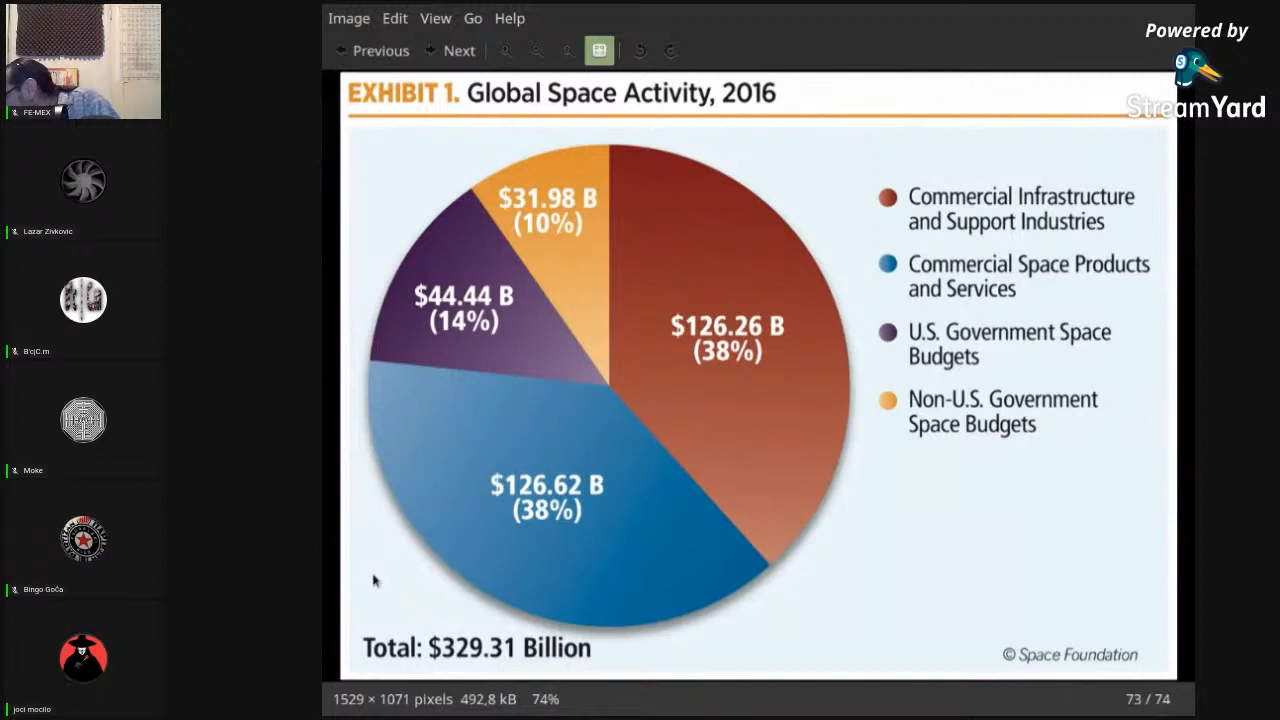 Image Edit View Go Help
Previous Next
Powered by
StreamYard
EXHIBIT 1. Global Space Activity, 2016
$31.98 B
(10%)
$44.44 B
(14%)
$126.26 B
(38%)
$126.62 B
(38%)
Commercial Infrastructure
and Support Industries
Commercial Space Products
and Services
U.S. Government Space
Budgets
Non-U.S. Government
Space Budgets
Total: $329.31 Billion
© Space Foundation
1529 × 1071 pixels 492,8 kB 74%
73 / 74
FE-MEX
Lazar Zivkovic
B'c|C.m
Moke
Bingo Goča
joci mocilo